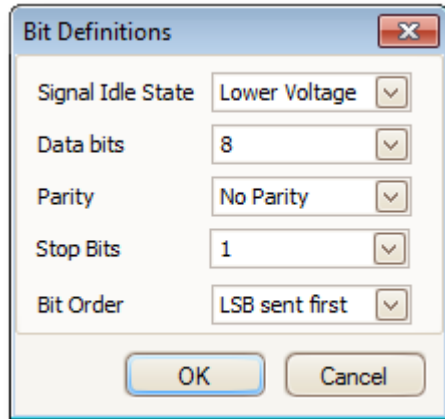 Bit Definitions
Signal Idle State Lower Voltage
Data bits 8
Parity No Parity
Stop Bits 1
Bit Order LSB sent first
OK Cancel